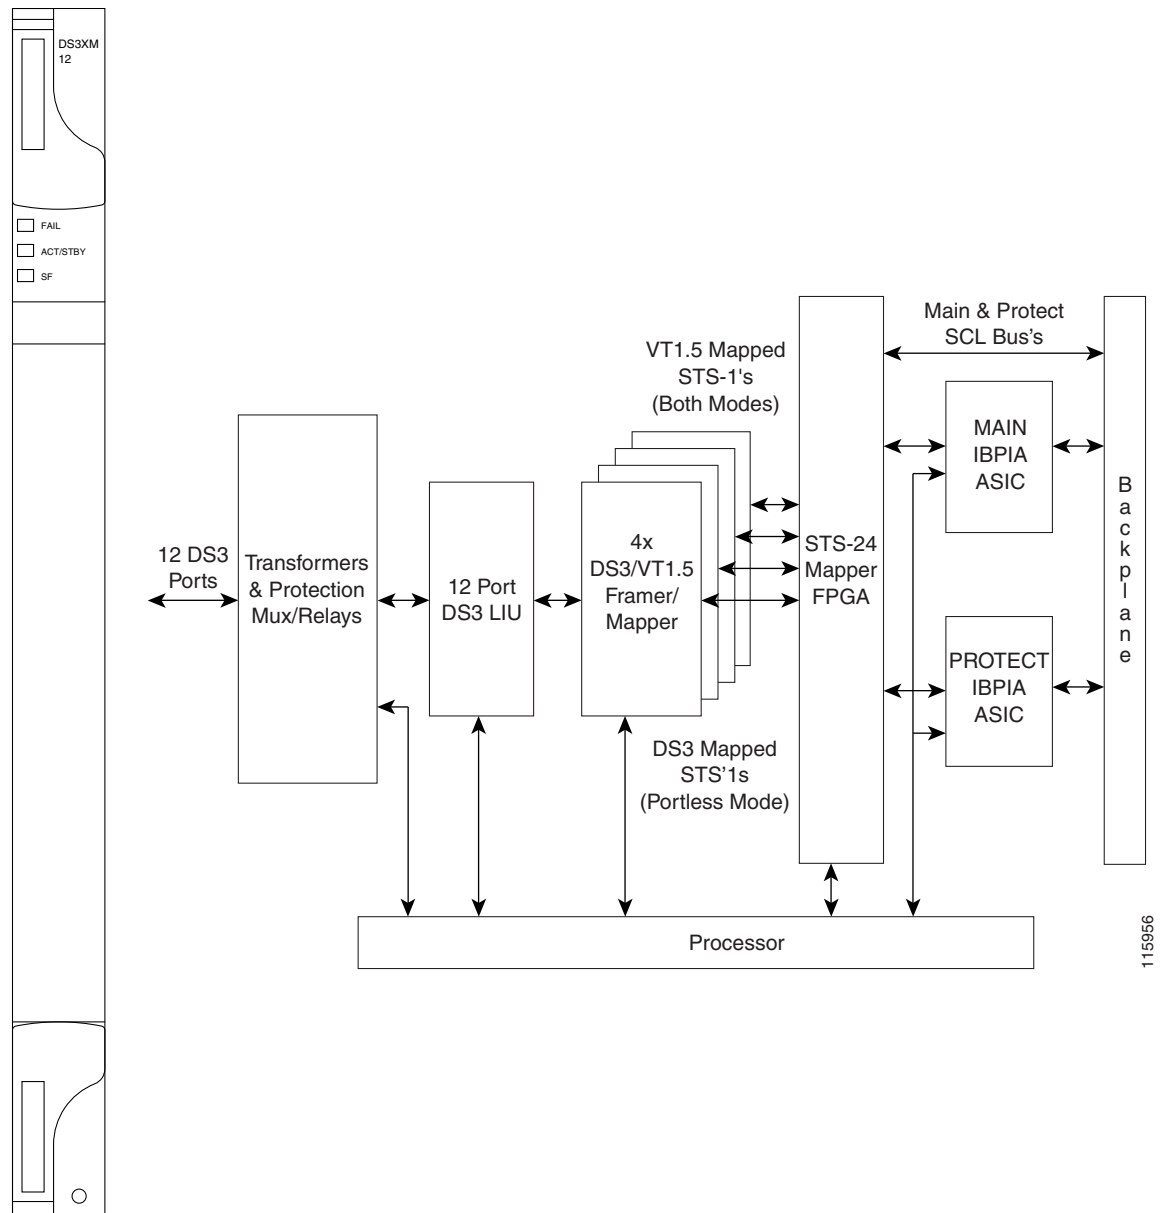 DS3XM
12
FAIL
ACT/STBY
SF
Main & Protect
SCL Bus's
VT1.5 Mapped
STS-1's
(Both Modes)
MAIN
IBPIA
ASIC
12 DS3
Ports
Transformers
& Protection
Mux/Relays
12 Port
DS3 LIU
4x
DS3/VT1.5
Framer/
Mapper
STS-24
Mapper
FPGA
Backplane
PROTECT
IBPIA
ASIC
DS3 Mapped
STS'1s
(Portless Mode)
Processor
115956